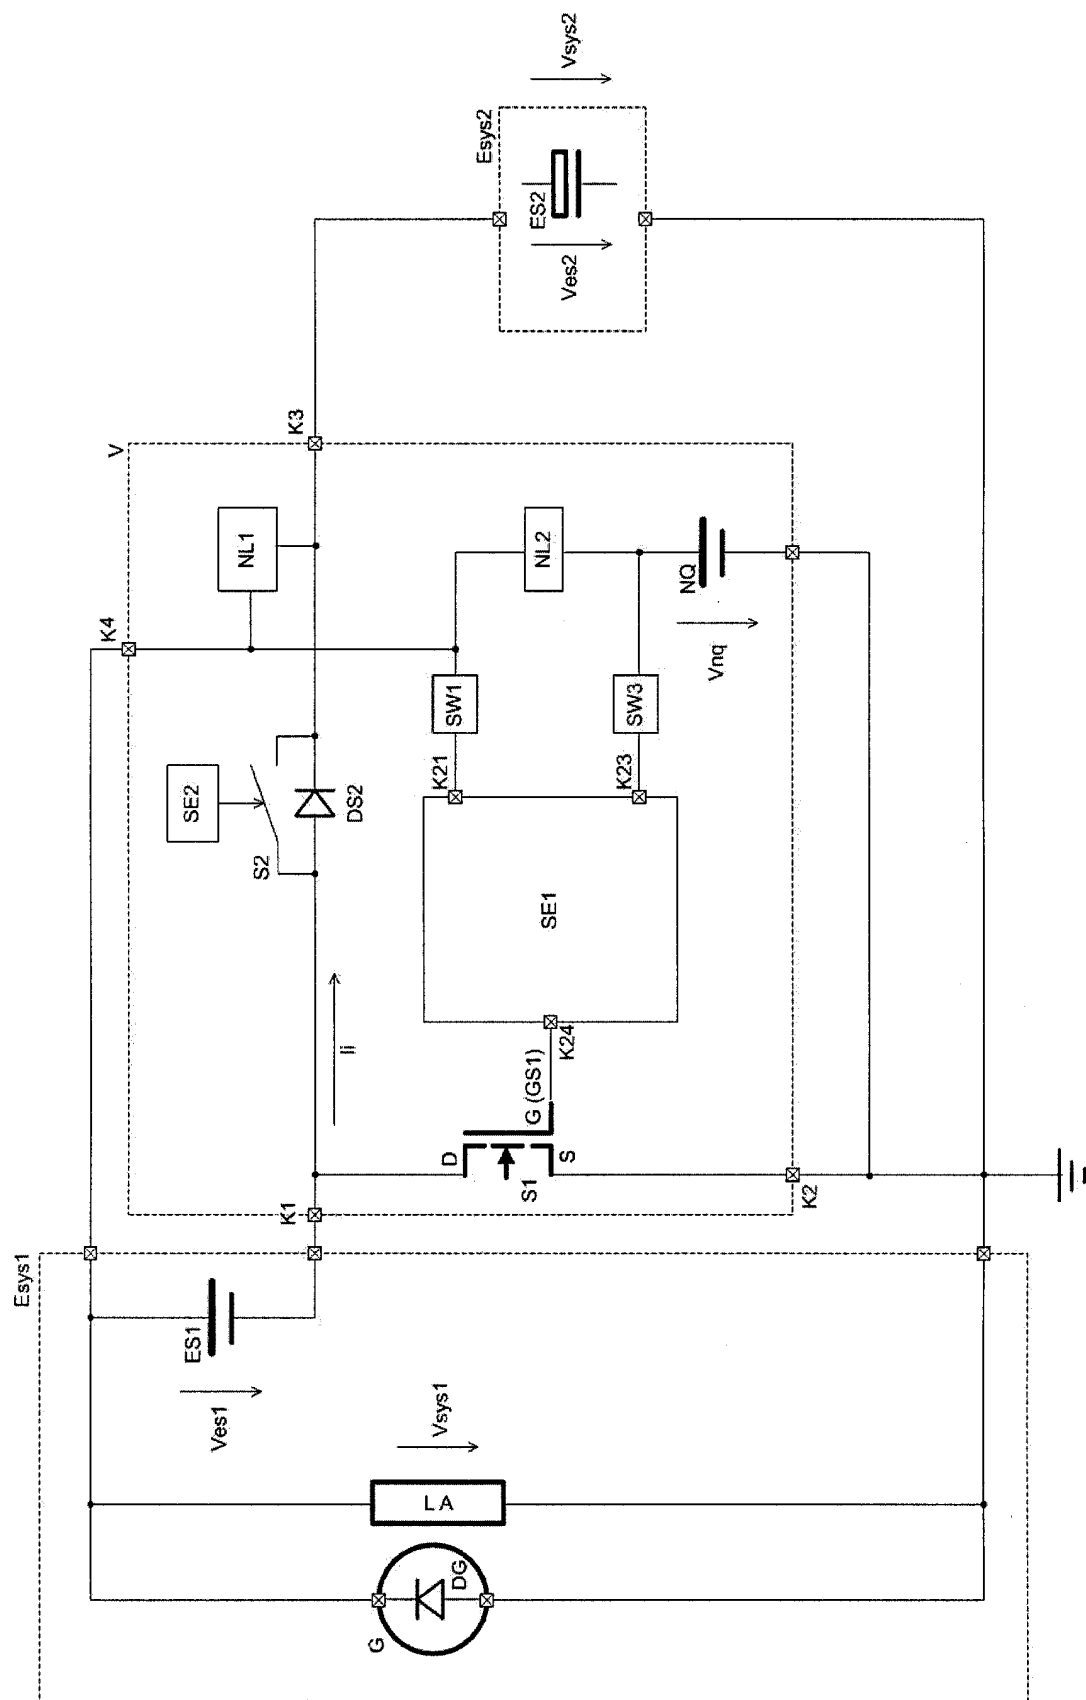 Esys1
G
DG
LA
Vsys1
Ves1
ES1
K1
K2
Ii
D
G (GS1)
S1
S
K24
SE1
S2
SE2
DS2
K21
K23
SW1
SW3
K4
NL1
NL2
NQ
Vnq
V
K3
Esys2
ES2
Ves2
Vsys2